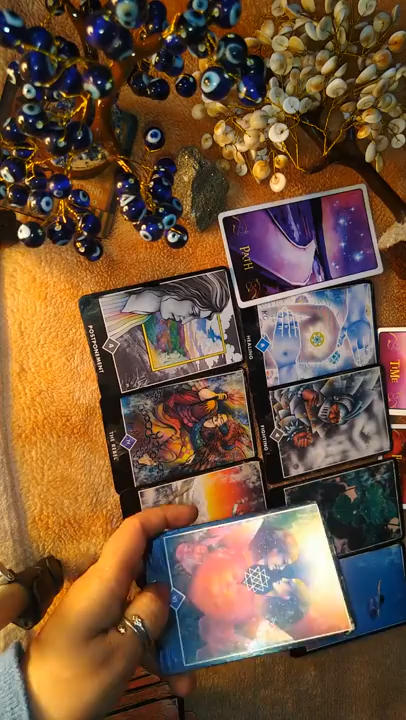 PATH
POSTPONEMENT
HEALING
TIME
THE REBEL
FIGHTING